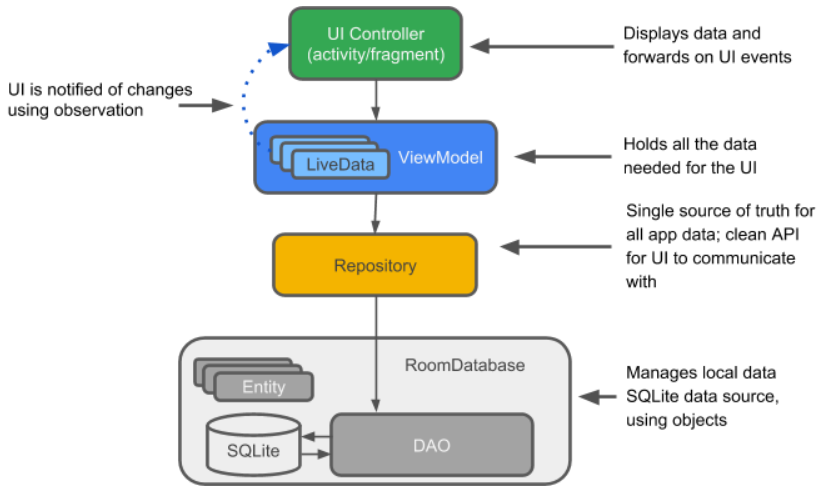 UI Controller
(activity/fragment)
Displays data and
forwards on UI events
UI is notified of changes
using observation
LiveData
ViewModel
Holds all the data
needed for the UI
Single source of truth for
all app data; clean API
for UI to communicate
with
Repository
RoomDatabase
Entity
SQLite
DAO
Manages local data
SQLite data source,
using objects